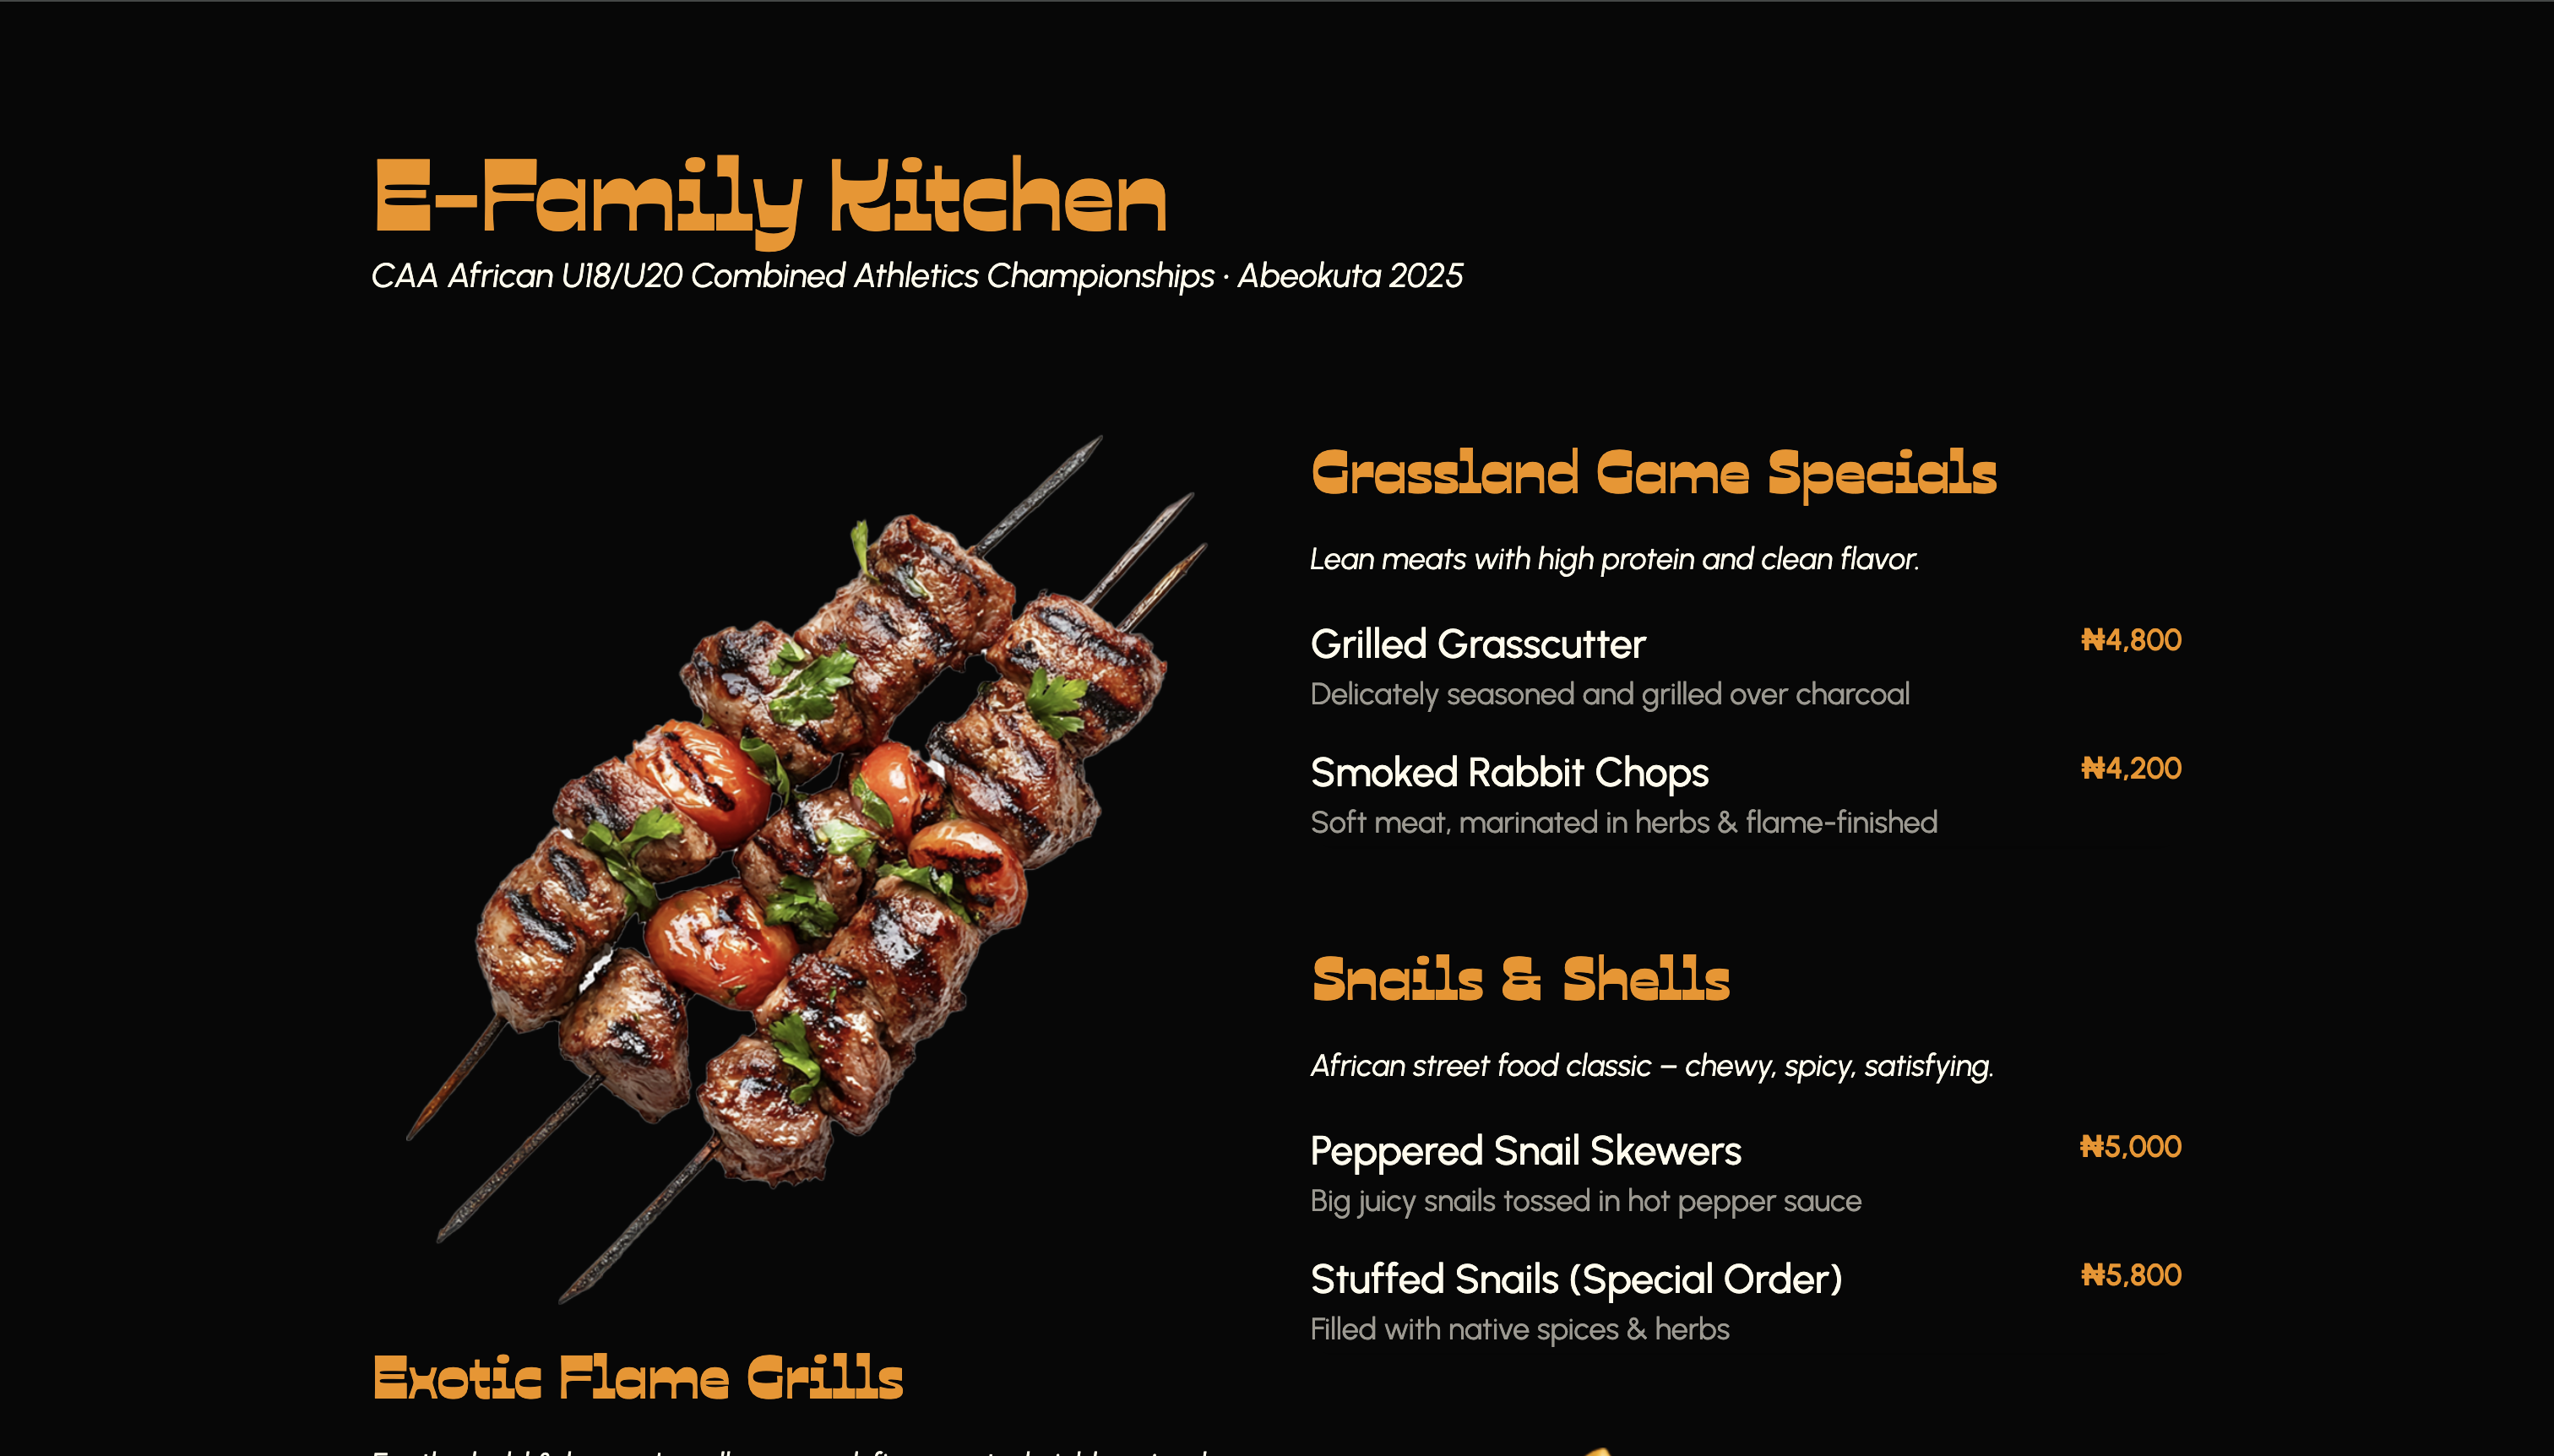 E-Family Kitchen
CAA African U18/U20 Combined Athletics Championships · Abeokuta 2025
Grassland Game Specials
Lean meats with high protein and clean flavor.
Grilled Grasscutter ₦4,800
Delicately seasoned and grilled over charcoal
Smoked Rabbit Chops ₦4,200
Soft meat, marinated in herbs & flame-finished
Snails & Shells
African street food classic – chewy, spicy, satisfying.
Peppered Snail Skewers ₦5,000
Big juicy snails tossed in hot pepper sauce
Stuffed Snails (Special Order) ₦5,800
Filled with native spices & herbs
Exotic Flame Grills